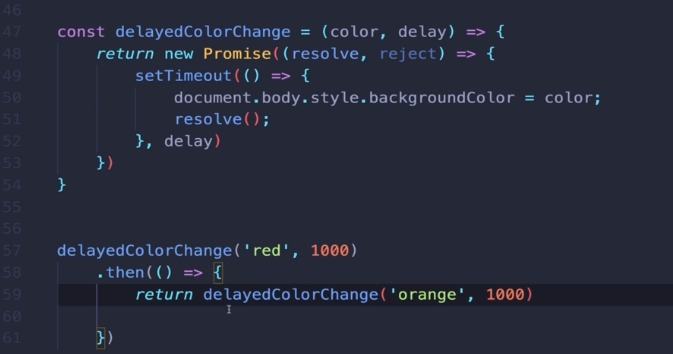 46
47 const delayedColorChange = (color, delay) => {
48 return new Promise((resolve, reject) => {
49 setTimeout(() => {
50 document.body.style.backgroundColor = color;
51 resolve();
52 }, delay)
53 })
54 }
55
56
57 delayedColorChange('red', 1000)
58 .then(() => {
59 return delayedColorChange('orange', 1000)
60
61 })